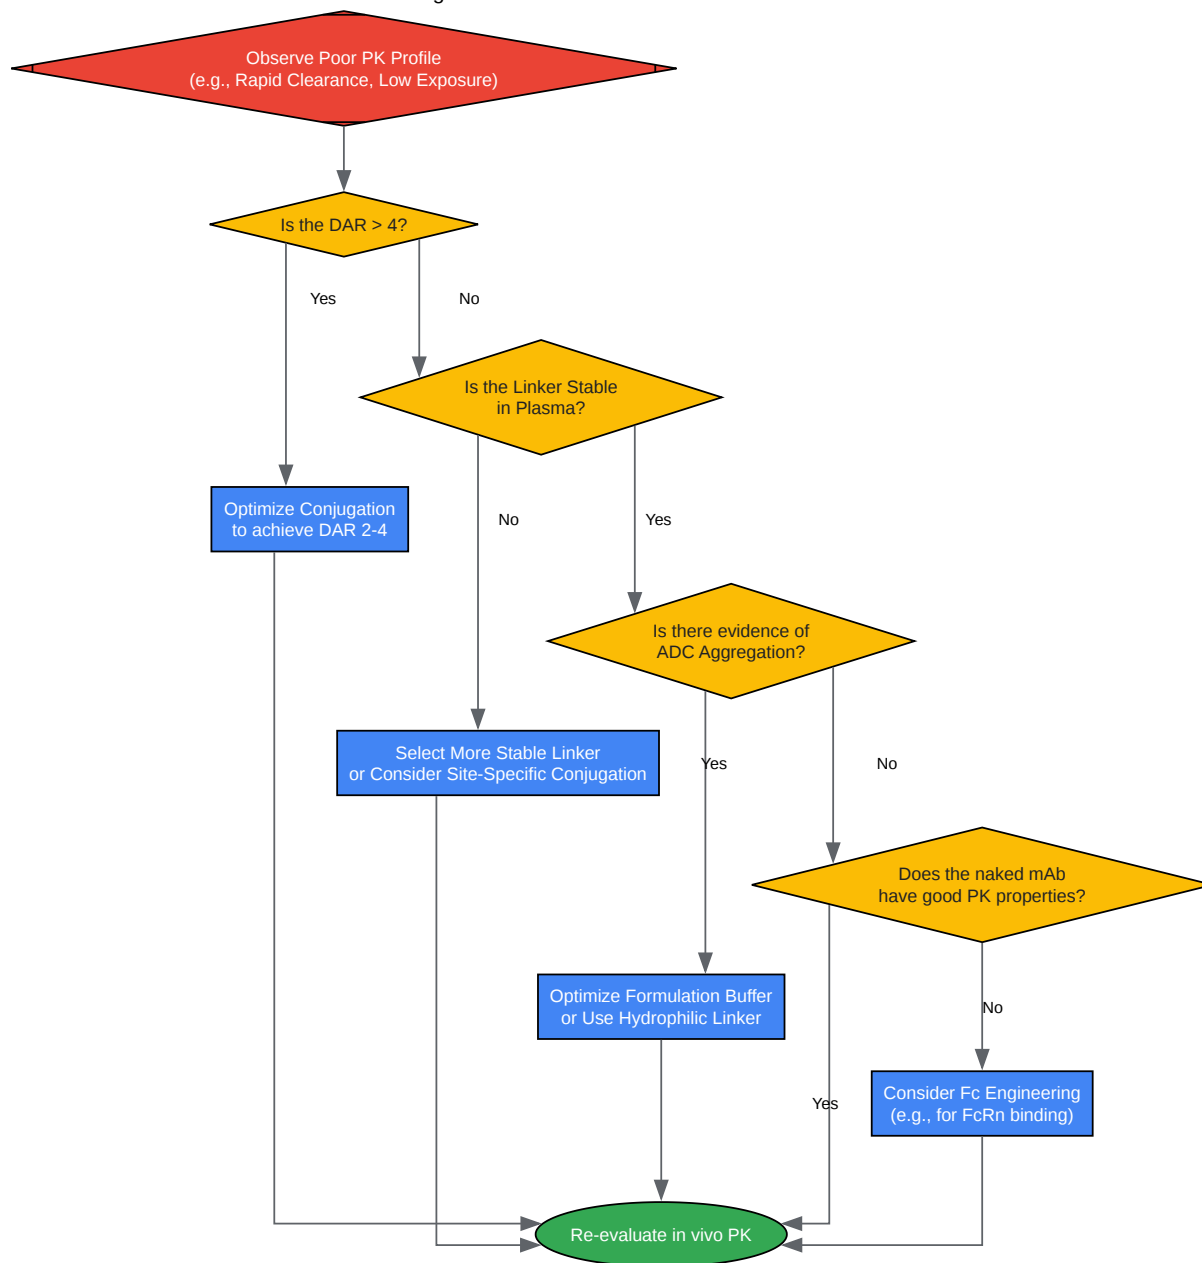 Observe Poor PK Profile
(e.g., Rapid Clearance, Low Exposure)
Is the DAR > 4?
Yes
No
Is the Linker Stable
in Plasma?
Optimize Conjugation
to achieve DAR 2-4
No
Yes
Is there evidence of
ADC Aggregation?
Select More Stable Linker
or Consider Site-Specific Conjugation
Yes
No
Does the naked mAb
have good PK properties?
Optimize Formulation Buffer
or Use Hydrophilic Linker
No
Consider Fc Engineering
(e.g., for FcRn binding)
Yes
Re-evaluate in vivo PK